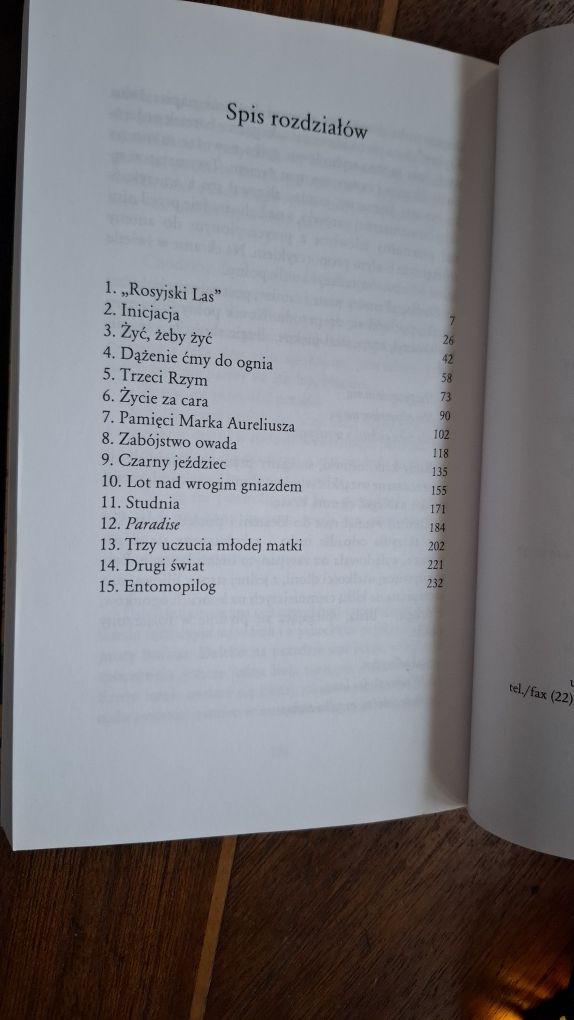 Spis rozdziałów
1. „Rosyjski Las” 7
2. Inicjacja 26
3. Żyć, żeby żyć 42
4. Dążenie ćmy do ognia 58
5. Trzeci Rzym 73
6. Życie za cara 90
7. Pamięci Marka Aureliusza 102
8. Zabójstwo owada 118
9. Czarny jeździec 135
10. Lot nad wrogim gniazdem 155
11. Studnia 171
12. Paradise 184
13. Trzy uczucia młodej matki 202
14. Drugi świat 221
15. Entomopilog 232
tel./fax (22)